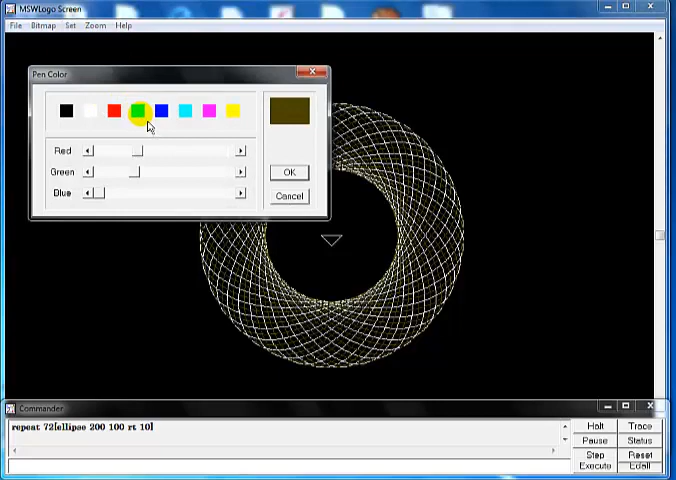 MSWLogo Screen
File Bitmap Set Zoom Help
Pen Color
Red
Green
Blue
OK
Cancel
Commander
repeat 72[ellipse 200 100 rt 10]
Halt Trace
Pause Status
Step Reset
Execute Edall